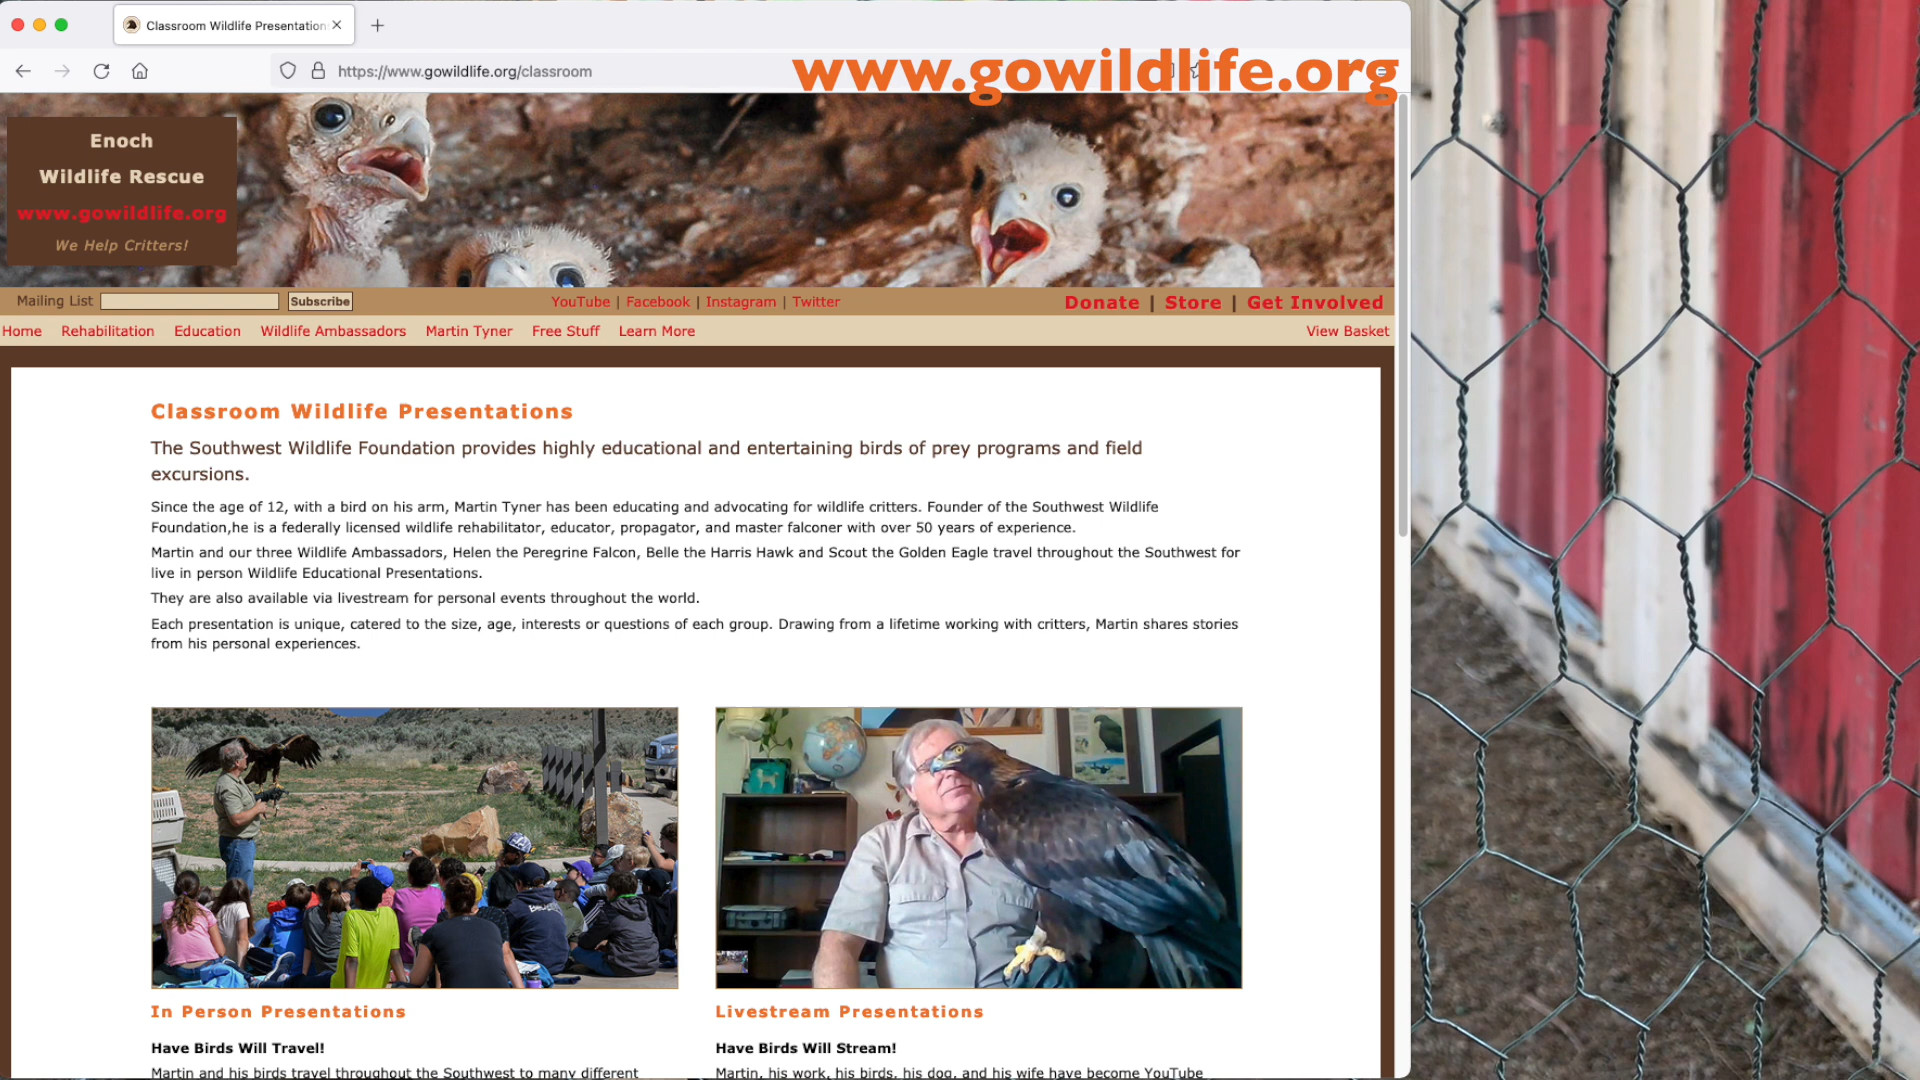 Classroom Wildlife Presentation
https://www.gowildlife.org/classroom
www.gowildlife.org
Enoch
Wildlife Rescue
www.gowildlife.org
We Help Critters!
Mailing List Subscribe YouTube | Facebook | Instagram | Twitter Donate | Store | Get Involved
Home Rehabilitation Education Wildlife Ambassadors Martin Tyner Free Stuff Learn More View Basket
Classroom Wildlife Presentations
The Southwest Wildlife Foundation provides highly educational and entertaining birds of prey programs and field
excursions.
Since the age of 12, with a bird on his arm, Martin Tyner has been educating and advocating for wildlife critters. Founder of the Southwest Wildlife
Foundation,he is a federally licensed wildlife rehabilitator, educator, propagator, and master falconer with over 50 years of experience.
Martin and our three Wildlife Ambassadors, Helen the Peregrine Falcon, Belle the Harris Hawk and Scout the Golden Eagle travel throughout the Southwest for
live in person Wildlife Educational Presentations.
They are also available via livestream for personal events throughout the world.
Each presentation is unique, catered to the size, age, interests or questions of each group. Drawing from a lifetime working with critters, Martin shares stories
from his personal experiences.
In Person Presentations
Have Birds Will Travel!
Martin and his birds travel throughout the Southwest to many different
Livestream Presentations
Have Birds Will Stream!
Martin, his work, his birds, his dog, and his wife have become YouTube